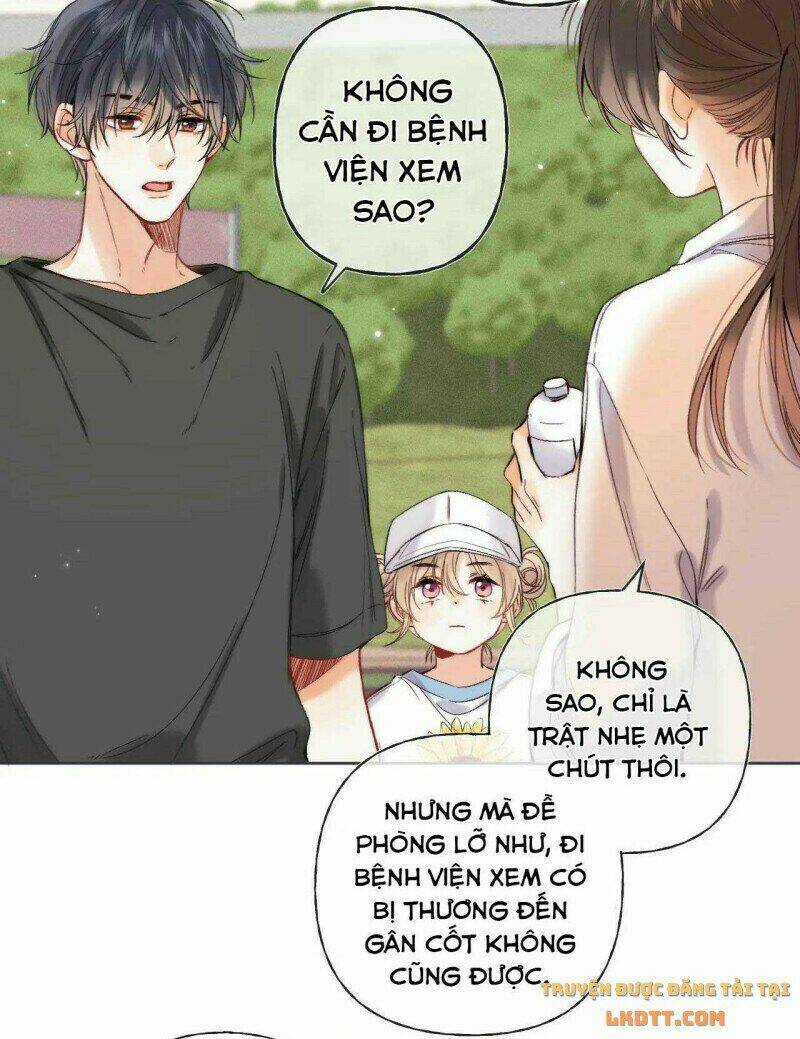 KHÔNG
CẦN ĐI BỆNH
VIỆN XEM
SAO?
KHÔNG
SAO, CHỈ LÀ
TRẬT NHẸ MỘT
CHÚT THÔI.
NHƯNG MÀ ĐỀ
PHÒNG LỠ NHƯ, ĐI
BỆNH VIỆN XEM CÓ
BỊ THƯƠNG ĐẾN
GÂN CỐT KHÔNG
CŨNG ĐƯỢC.
TRUYỆN ĐƯỢC ĐĂNG TẢI TẠI
LKDTT.COM